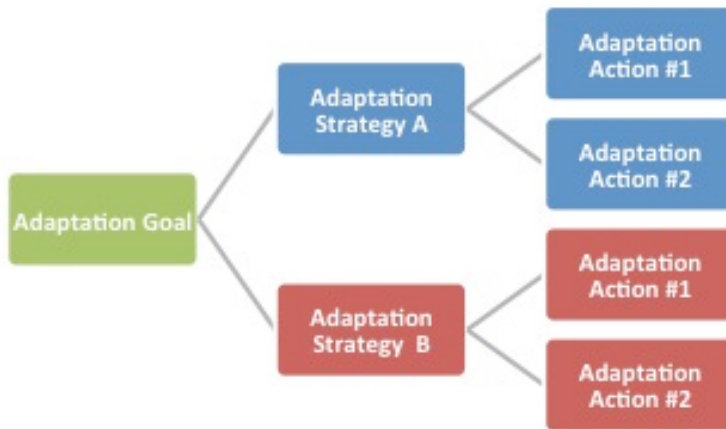 Adaptation Goal
Adaptation
Strategy A
Adaptation
Strategy B
Adaptation
Action #1
Adaptation
Action #2
Adaptation
Action #1
Adaptation
Action #2